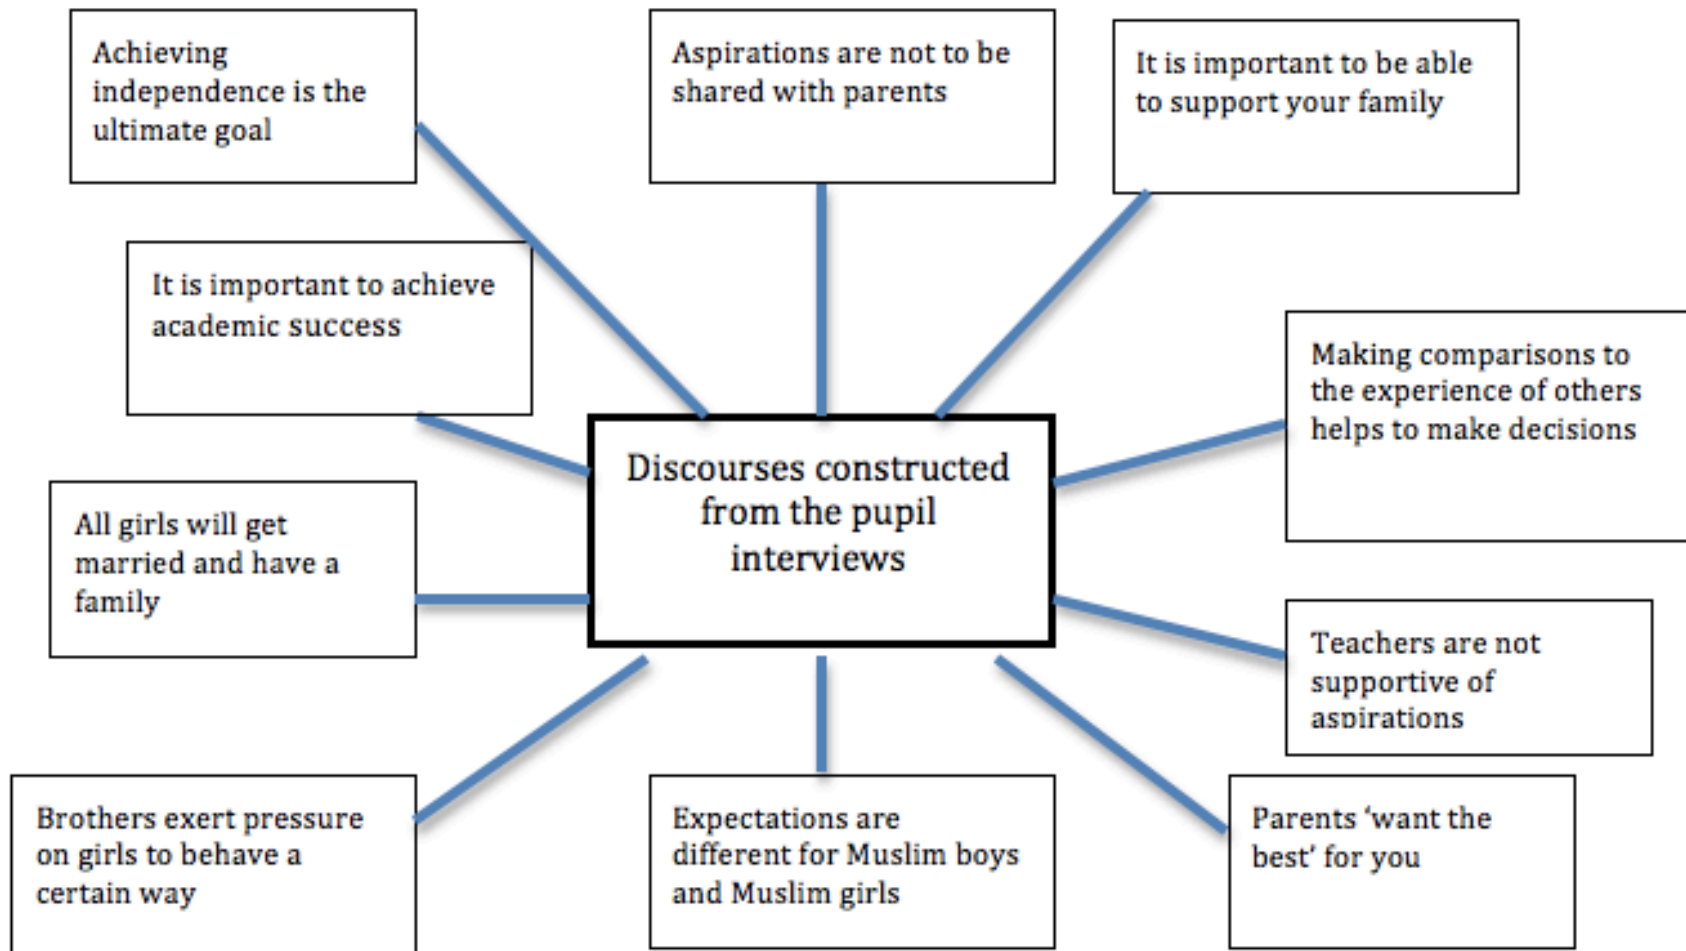 Achieving
independence is the
ultimate goal
Aspirations are not to be
shared with parents
It is important to be able
to support your family
It is important to achieve
academic success
Making comparisons to
the experience of others
helps to make decisions
Discourses constructed
from the pupil
interviews
All girls will get
married and have a
family
Teachers are not
supportive of
aspirations
Brothers exert pressure
on girls to behave a
certain way
Expectations are
different for Muslim boys
and Muslim girls
Parents ‘want the
best’ for you